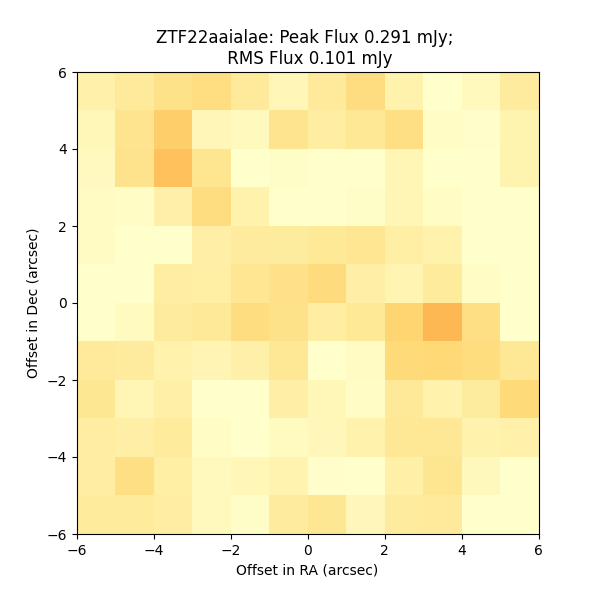 ZTF22aaialae: Peak Flux 0.291 mJy;
RMS Flux 0.101 mJy
6
4
2
0
−2
−4
−6
Offset in Dec (arcsec)
−6 −4 −2 0 2 4 6
Offset in RA (arcsec)